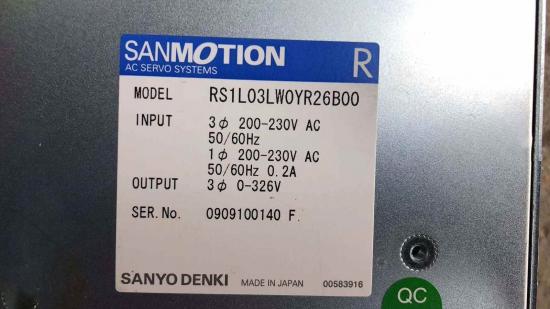 SANMOTION R
AC SERVO SYSTEMS
MODEL RS1L03LW0YR26B00
INPUT 3φ 200-230V AC
50/60Hz
1φ 200-230V AC
50/60Hz 0.2A
OUTPUT 3φ 0-326V
SER.No. 0909100140 F.
SANYO DENKI MADE IN JAPAN 00583916
QC